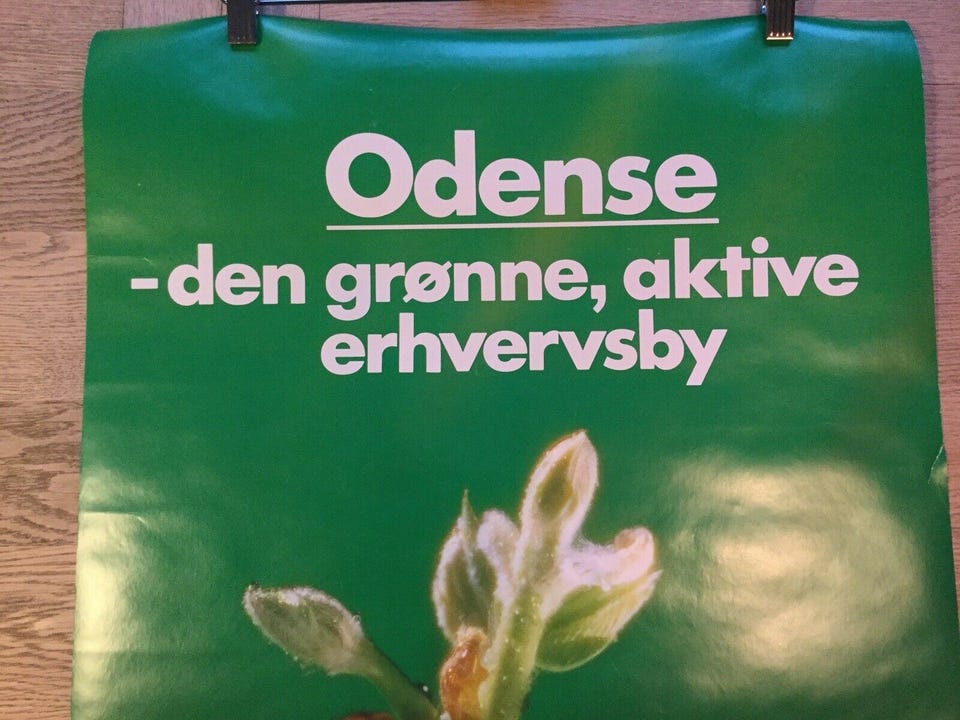 Odense
-den grønne, aktive
erhvervsby